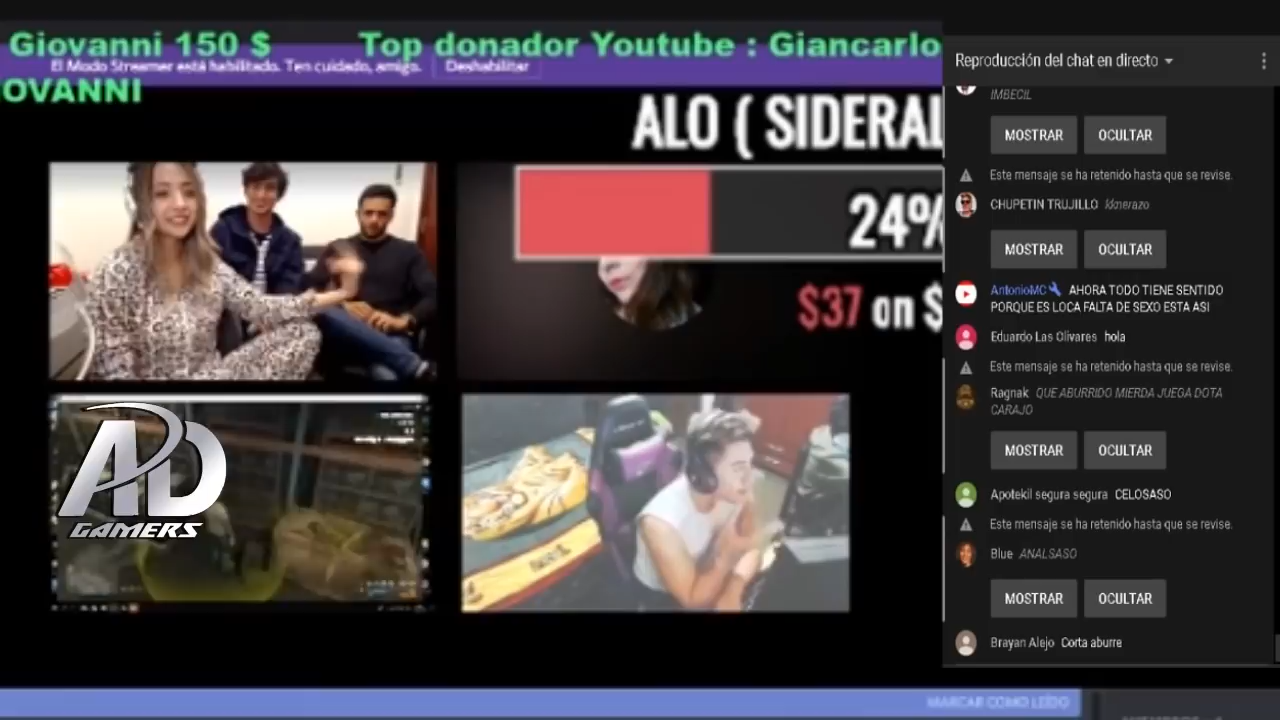 Giovanni 150 $ Top donador Youtube : Giancarlo
El Modo Streamer está habilitado. Ten cuidado, amigo. Deshabilitar
OVANNI
ALO ( SIDERAL
24%
$37 on $
AD
GAMERS
MARCAR COMO LEÍDO
Reproducción del chat en directo
IMBECIL
MOSTRAR OCULTAR
Este mensaje se ha retenido hasta que se revise.
CHUPETIN TRUJILLO
MOSTRAR OCULTAR
AntonioMC AHORA TODO TIENE SENTIDO
PORQUE ES LOCA FALTA DE SEXO ESTA ASI
Eduardo Las Olivares hola
Este mensaje se ha retenido hasta que se revise.
Ragnak QUE ABURRIDO MIERDA JUEGA DOTA
CARAJO
MOSTRAR OCULTAR
Apotekil segura segura CELOSASO
Este mensaje se ha retenido hasta que se revise.
Blue ANALSASO
MOSTRAR OCULTAR
Brayan Alejo Corta aburre